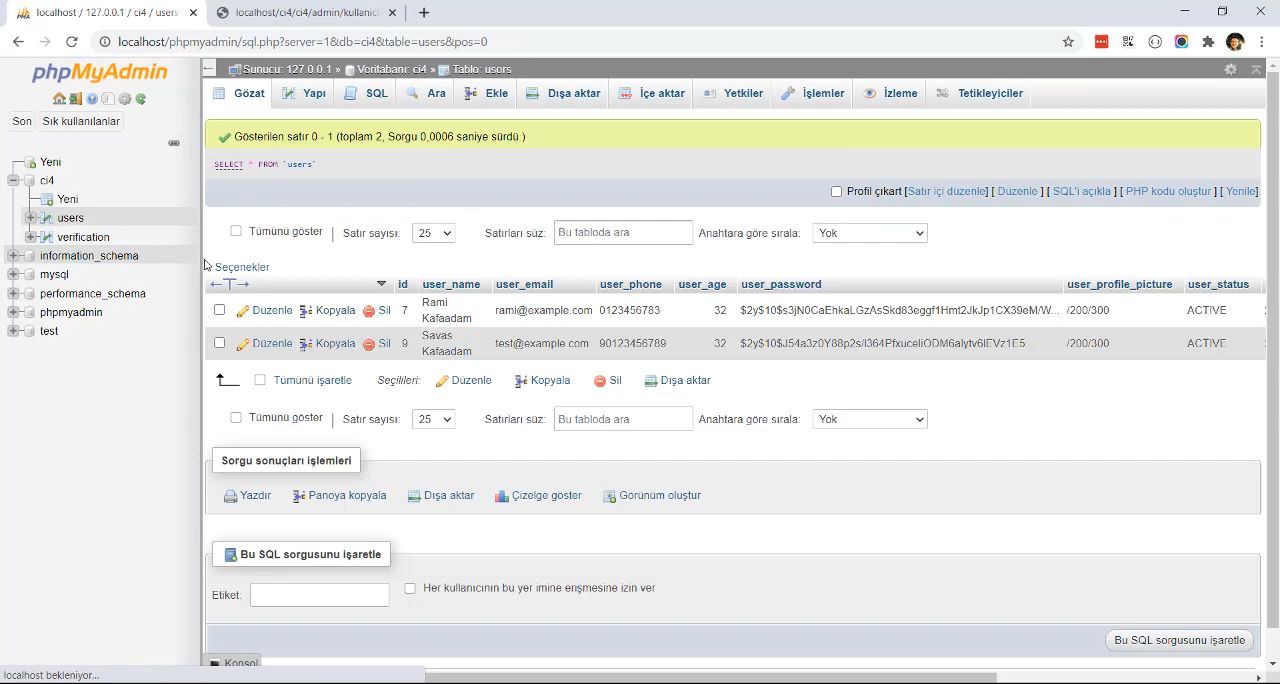 localhost / 127.0.0.1 / ci4 / users
localhost/ci4/ci4/admin/kullanici
localhost/phpmyadmin/sql.php?server=1&db=ci4&table=users&pos=0
phpMyAdmin
Son Sık kullanılanlar
Yeni
ci4
Yeni
users
verification
information_schema
mysql
performance_schema
phpmyadmin
test
Sunucu: 127.0.0.1 » Veritabanı: ci4 » Tablo: users
Gözat Yapı SQL Ara Ekle Dışa aktar İçe aktar Yetkiler İşlemler İzleme Tetikleyiciler
Gösterilen satır 0 - 1 (toplam 2, Sorgu 0,0006 saniye sürdü.)
SELECT * FROM `users`
Profil çıkart [Satır içi düzenle] [ Düzenle ] [ SQL'i açıkla ] [ PHP kodu oluştur ] [ Yenile]
Tümünü göster | Satır sayısı: 25 Satırları süz: Bu tabloda ara Anahtara göre sırala: Yok
Seçenekler
←T→ id user_name user_email user_phone user_age user_password user_profile_picture user_status
Düzenle Kopyala Sil 7 Rami Kafaadam rami@example.com 0123456783 32 /200/300 ACTIVE
Düzenle Kopyala Sil 9 Savas Kafaadam test@example.com 90123456789 32 /200/300 ACTIVE
Tümünü işaretle Seçilileri: Düzenle Kopyala Sil Dışa aktar
Tümünü göster | Satır sayısı: 25 Satırları süz: Bu tabloda ara Anahtara göre sırala: Yok
Sorgu sonuçları işlemleri
Yazdır Panoya kopyala Dışa aktar Çizelge göster Görünüm oluştur
Bu SQL sorgusunu işaretle
Etiket: Her kullanıcının bu yer imine erişmesine izin ver
Bu SQL sorgusunu işaretle
Konsol
localhost bekleniyor...